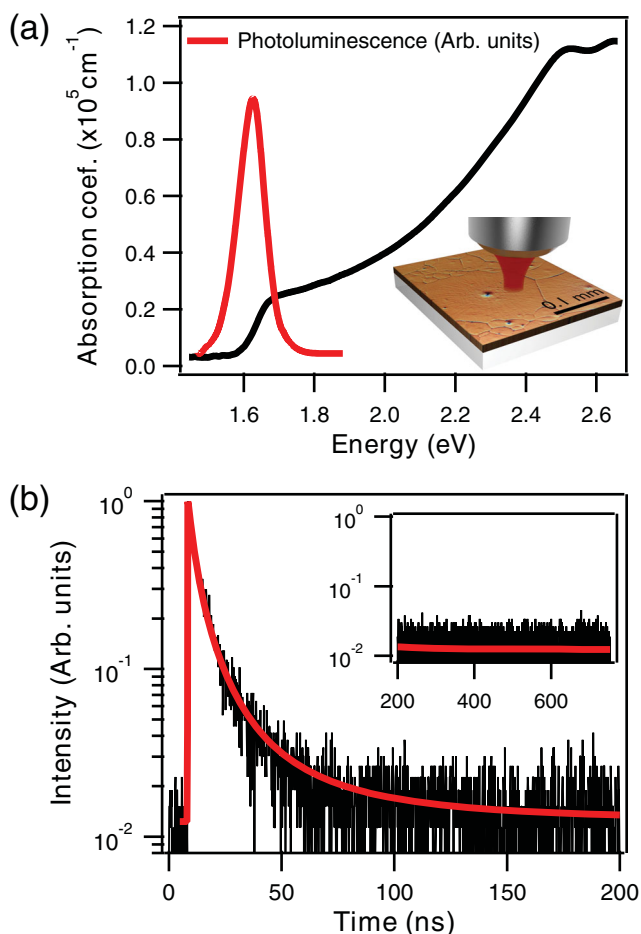 (a)
Absorption coef. (x10⁵cm⁻¹)
1.2
1.0
0.8
0.6
0.4
0.2
0.0
Photoluminescence (Arb. units)
0.1 mm
1.6 1.8 2.0 2.2 2.4 2.6
Energy (eV)
(b)
Intensity (Arb. units)
10⁰
10⁻¹
10⁻²
10⁰
10⁻¹
10⁻²
200 400 600
0 50 100 150 200
Time (ns)